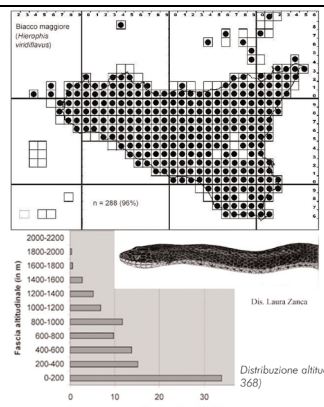 Biacco maggiore
(Hierophis
viridiflavus)
n = 288 (96%)
Fascia altitudinale (in m)
2000-2200
1800-2000
1600-1800
1400-1600
1200-1400
1000-1200
800-1000
600-800
400-600
200-400
0-200
0 10 20 30
Dis. Laura Zanca
Distribuzione altitu
368)